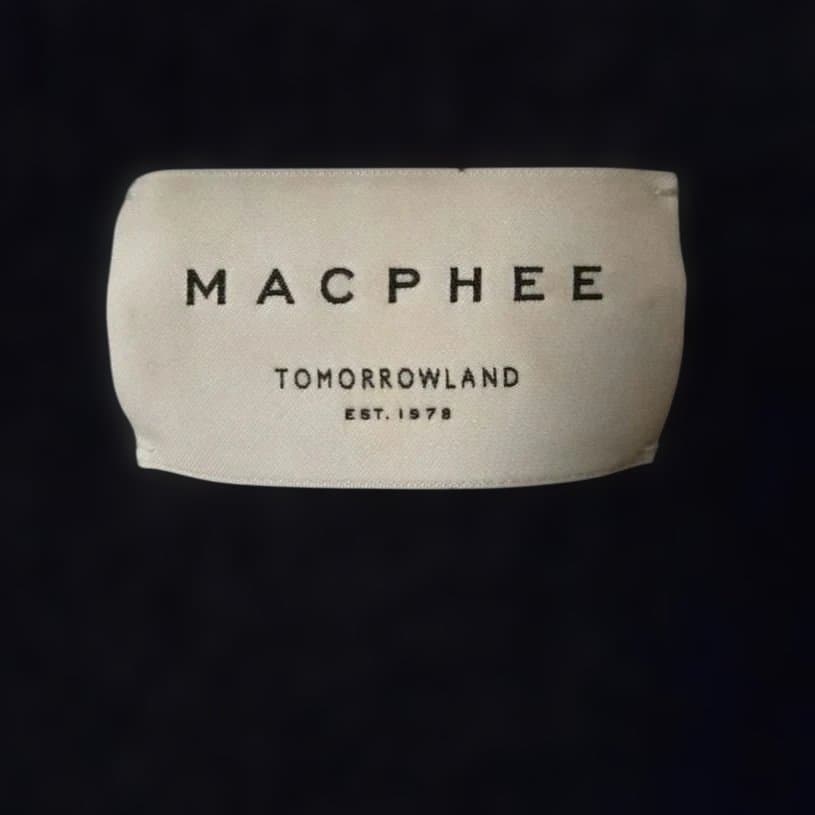 MACPHEE
TOMORROWLAND
EST. 1978